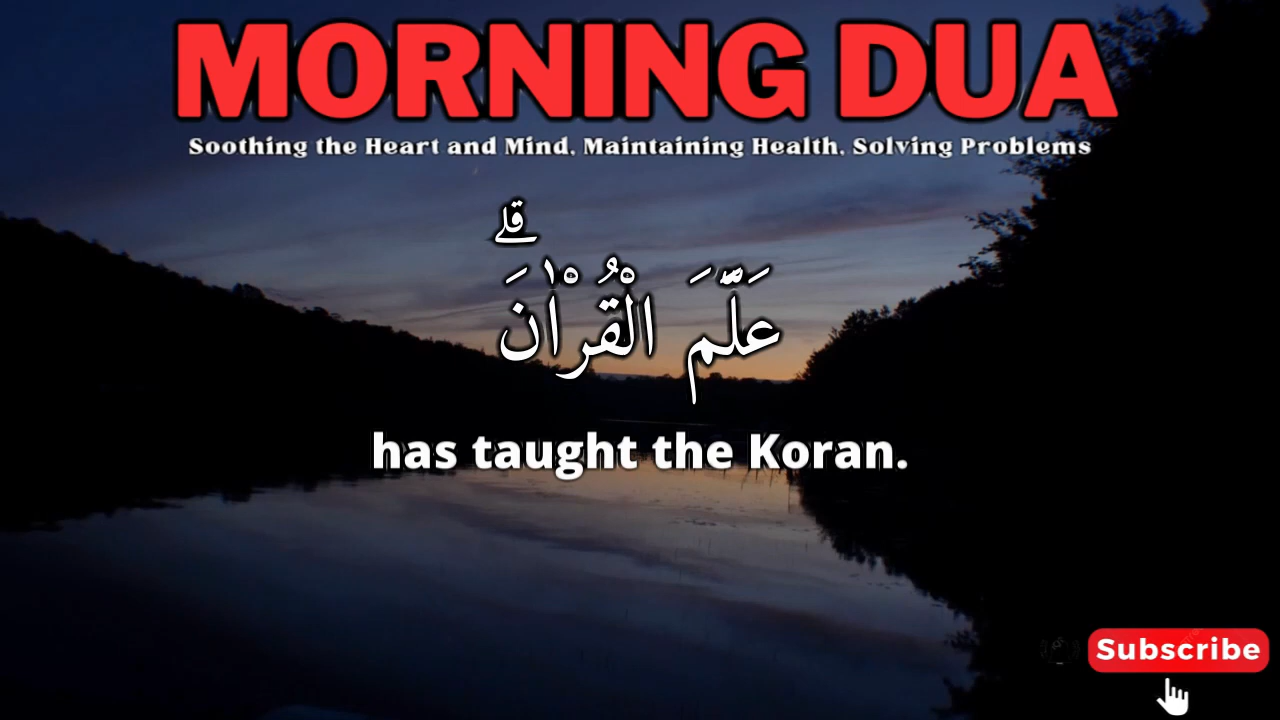 MORNING DUA
Soothing the Heart and Mind, Maintaining Health, Solving Problems
عَلَّمَ الْقُرْاٰنَۗ
has taught the Koran.
Subscribe